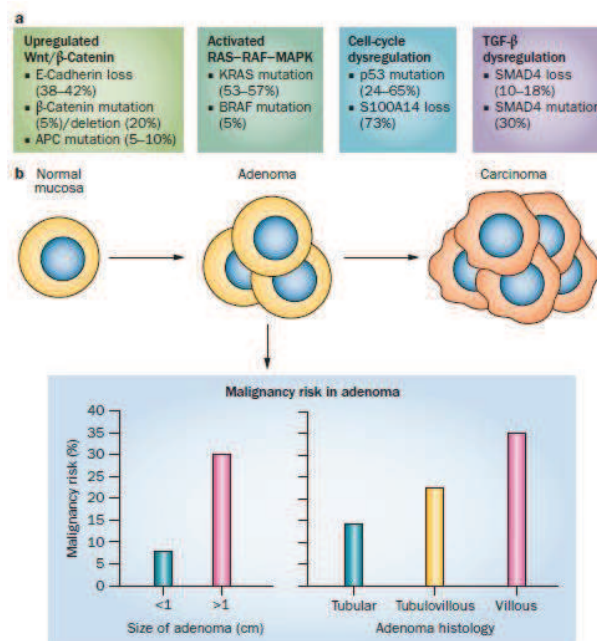 a
Upregulated
Wnt/β-Catenin
▪ E-Cadherin loss
(38–42%)
▪ β-Catenin mutation
(5%)/deletion (20%)
▪ APC mutation (5–10%)
Activated
RAS–RAF–MAPK
▪ KRAS mutation
(53–57%)
▪ BRAF mutation
(5%)
Cell-cycle
dysregulation
▪ p53 mutation
(24–65%)
▪ S100A14 loss
(73%)
TGF-β
dysregulation
▪ SMAD4 loss
(10–18%)
▪ SMAD4 mutation
(30%)
b
Normal
mucosa
Adenoma
Carcinoma
Malignancy risk in adenoma
Malignancy risk (%)
40
35
30
25
20
15
10
5
0
<1
>1
Size of adenoma (cm)
Tubular
Tubulovillous
Villous
Adenoma histology